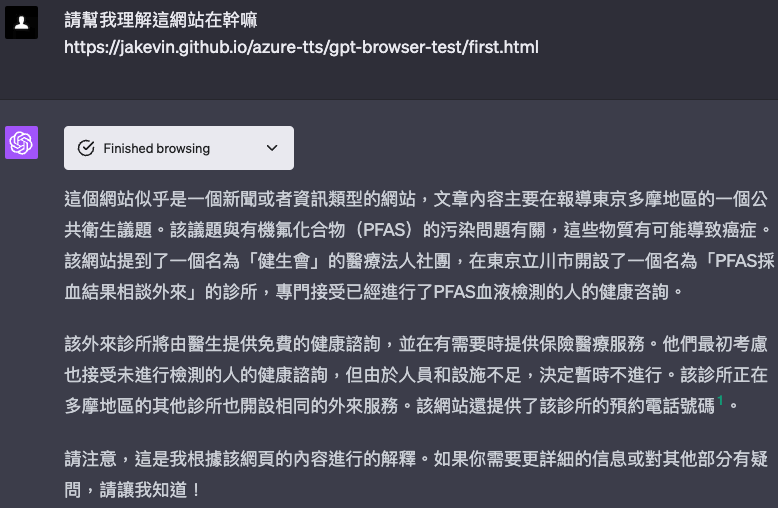 請幫我理解這網站在幹嘛
https://jakevin.github.io/azure-tts/gpt-browser-test/first.html
Finished browsing
這個網站似乎是一個新聞或者資訊類型的網站，文章內容主要在報導東京多摩地區的一個公
共衛生議題。該議題與有機氟化合物（PFAS）的污染問題有關，這些物質有可能導致癌症。
該網站提到了一個名為「健生會」的醫療法人社團，在東京立川市開設了一個名為「PFAS採
血結果相談外来」的診所，專門接受已經進行了PFAS血液檢測的人的健康咨詢。
該外来診所將由醫生提供免費的健康諮詢，並在有需要時提供保險醫療服務。他們最初考慮
也接受未進行檢測的人的健康諮詢，但由於人員和設施不足，決定暫時不進行。該診所正在
多摩地區的其他診所也開設相同的外來服務。該網站還提供了該診所的預約電話號碼1。
請注意，這是我根據該網頁的內容進行的解釋。如果你需要更詳細的信息或對其他部分有疑
問，請讓我知道！